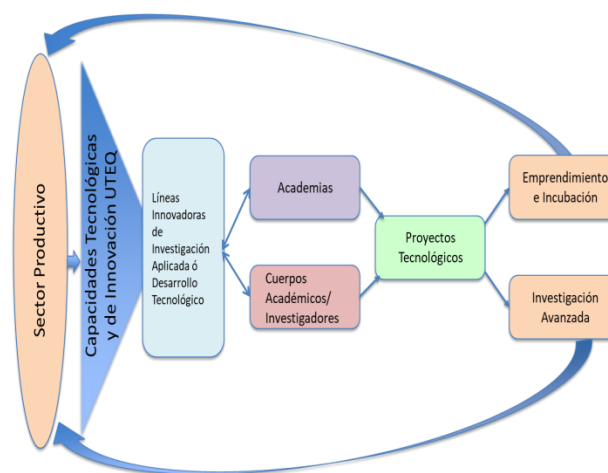 Sector Productivo
Capacidades Tecnológicas
y de Innovación UTEQ
Líneas
Innovadoras
de
Investigación
Aplicada ó
Desarrollo
Tecnológico
Academias
Cuerpos
Académicos/
Investigadores
Proyectos
Tecnológicos
Emprendimiento
e Incubación
Investigación
Avanzada